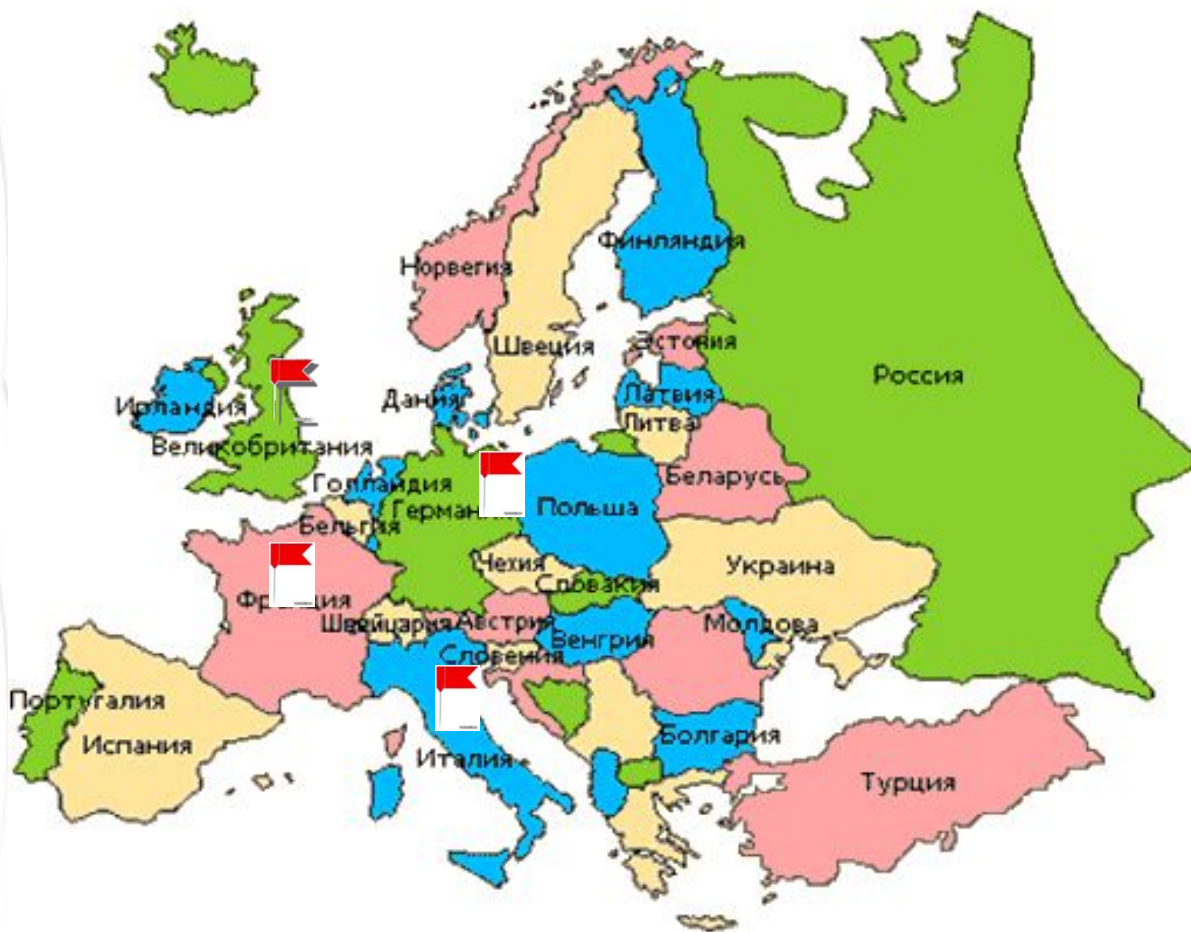 Финляндия
Норвегия
Эстония
Швеция
Россия
Латвия
Дания
Ирландия
Литва
Великобритания
Беларусь
Голландия
Германия
Польша
Бельгия
Чехия
Украина
Словакия
Франция
Швейцария
Австрия
Молдова
Венгрия
Словения
Португалия
Болгария
Испания
Италия
Турция